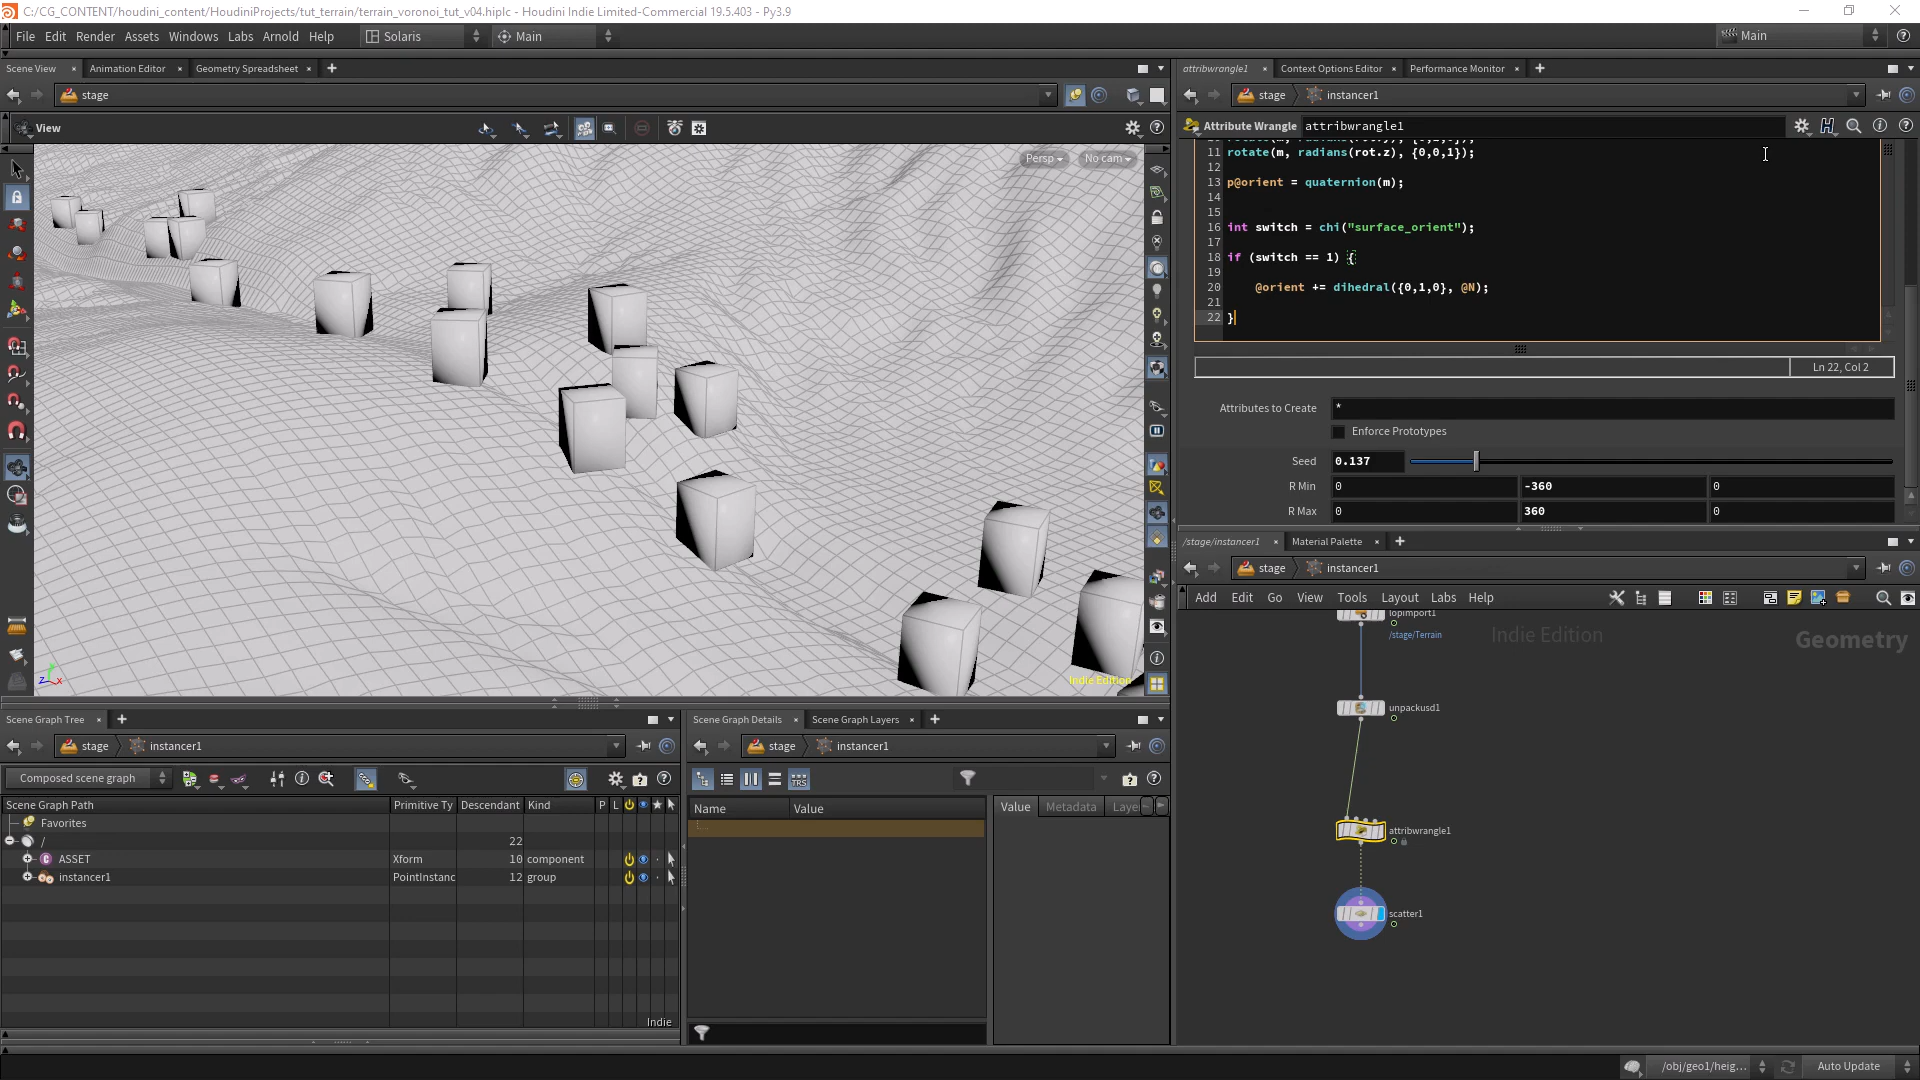 C:/CG_CONTENT/houdini_content/HoudiniProjects/tut_terrain/terrain_voronoi_tut_v04.hiplc - Houdini Indie Limited-Commercial 19.5.403 - Py3.9
File Edit Render Assets Windows Labs Arnold Help Solaris Main Main
Scene View Animation Editor Geometry Spreadsheet
stage
View
Persp No cam
Indie Edition
attribwrangle1 Context Options Editor Performance Monitor
stage instancer1
Attribute Wrangle attribwrangle1
11 rotate(m, radians(rot.z), {0,0,1});
12
13 p@orient = quaternion(m);
14
15
16 int switch = chi("surface_orient");
17
18 if (switch == 1) {
19
20 @orient += dihedral({0,1,0}, @N);
21
22 }
Ln 22, Col 2
Attributes to Create *
Enforce Prototypes
Seed 0.137
R Min 0 -360 0
R Max 0 360 0
/stage/instancer1 Material Palette
stage instancer1
Add Edit Go View Tools Layout Labs Help
lopimport1
/stage/Terrain
Indie Edition
Geometry
unpackusd1
attribwrangle1
scatter1
Scene Graph Tree
stage instancer1
Composed scene graph
Scene Graph Path Primitive Ty Descendant Kind P L
Favorites
/ 22
ASSET Xform 10 component
instancer1 PointInstanc 12 group
Indie
Scene Graph Details Scene Graph Layers
stage instancer1
Name Value
Value Metadata Laye
/obj/geo1/heig... Auto Update